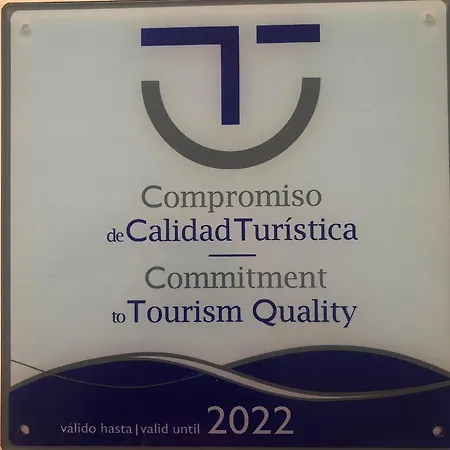 Compromiso
de Calidad Turística
Commitment
to Tourism Quality
válido hasta | valid until 2022